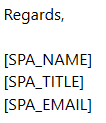 Regards,

[SPA_NAME]
[SPA_TITLE]
[SPA_EMAIL]